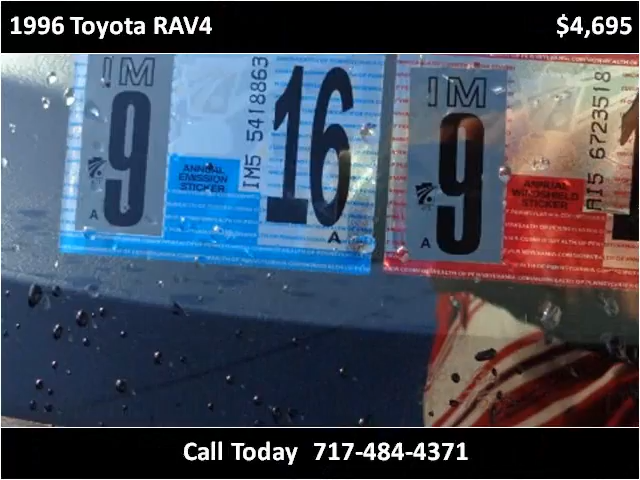 1996 Toyota RAV4 $4,695
IM
9
A
ANNUAL
EMISSION
STICKER
IM5 5418863
16
A
IM
9
A
ANNUAL
WINDSHIELD
STICKER
AI5 6723518
Call Today 717-484-4371